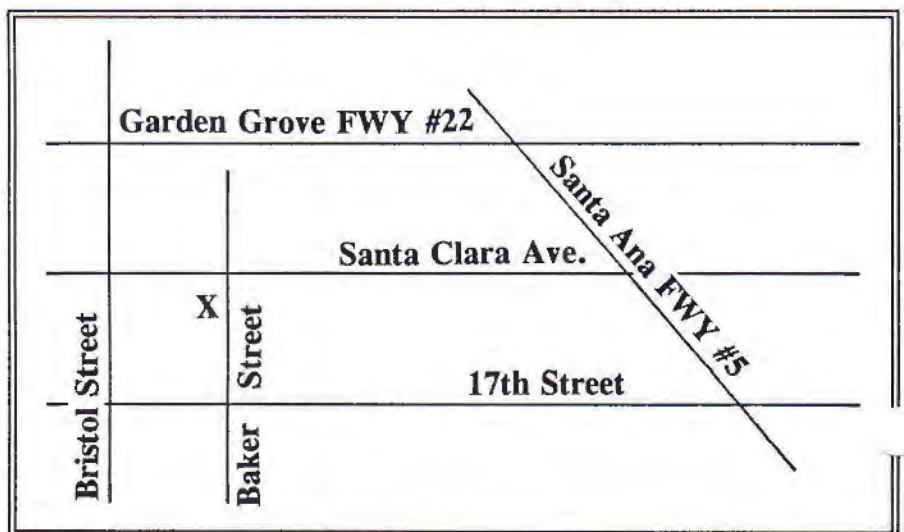 Garden Grove FWY #22
Santa Ana FWY #5
Santa Clara Ave.
X
Bristol Street
Baker Street
17th Street